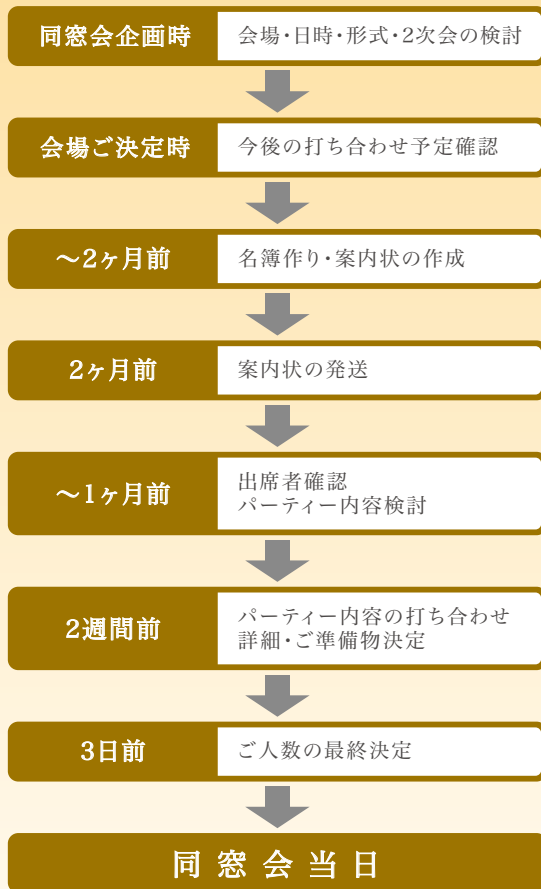 同窓会企画時
会場・日時・形式・2次会の検討
会場ご決定時
今後の打ち合わせ予定確認
～2ヶ月前
名簿作り・案内状の作成
2ヶ月前
案内状の発送
～1ヶ月前
出席者確認
パーティー内容検討
2週間前
パーティー内容の打ち合わせ
詳細・ご準備物決定
3日前
ご人数の最終決定
同窓会当日